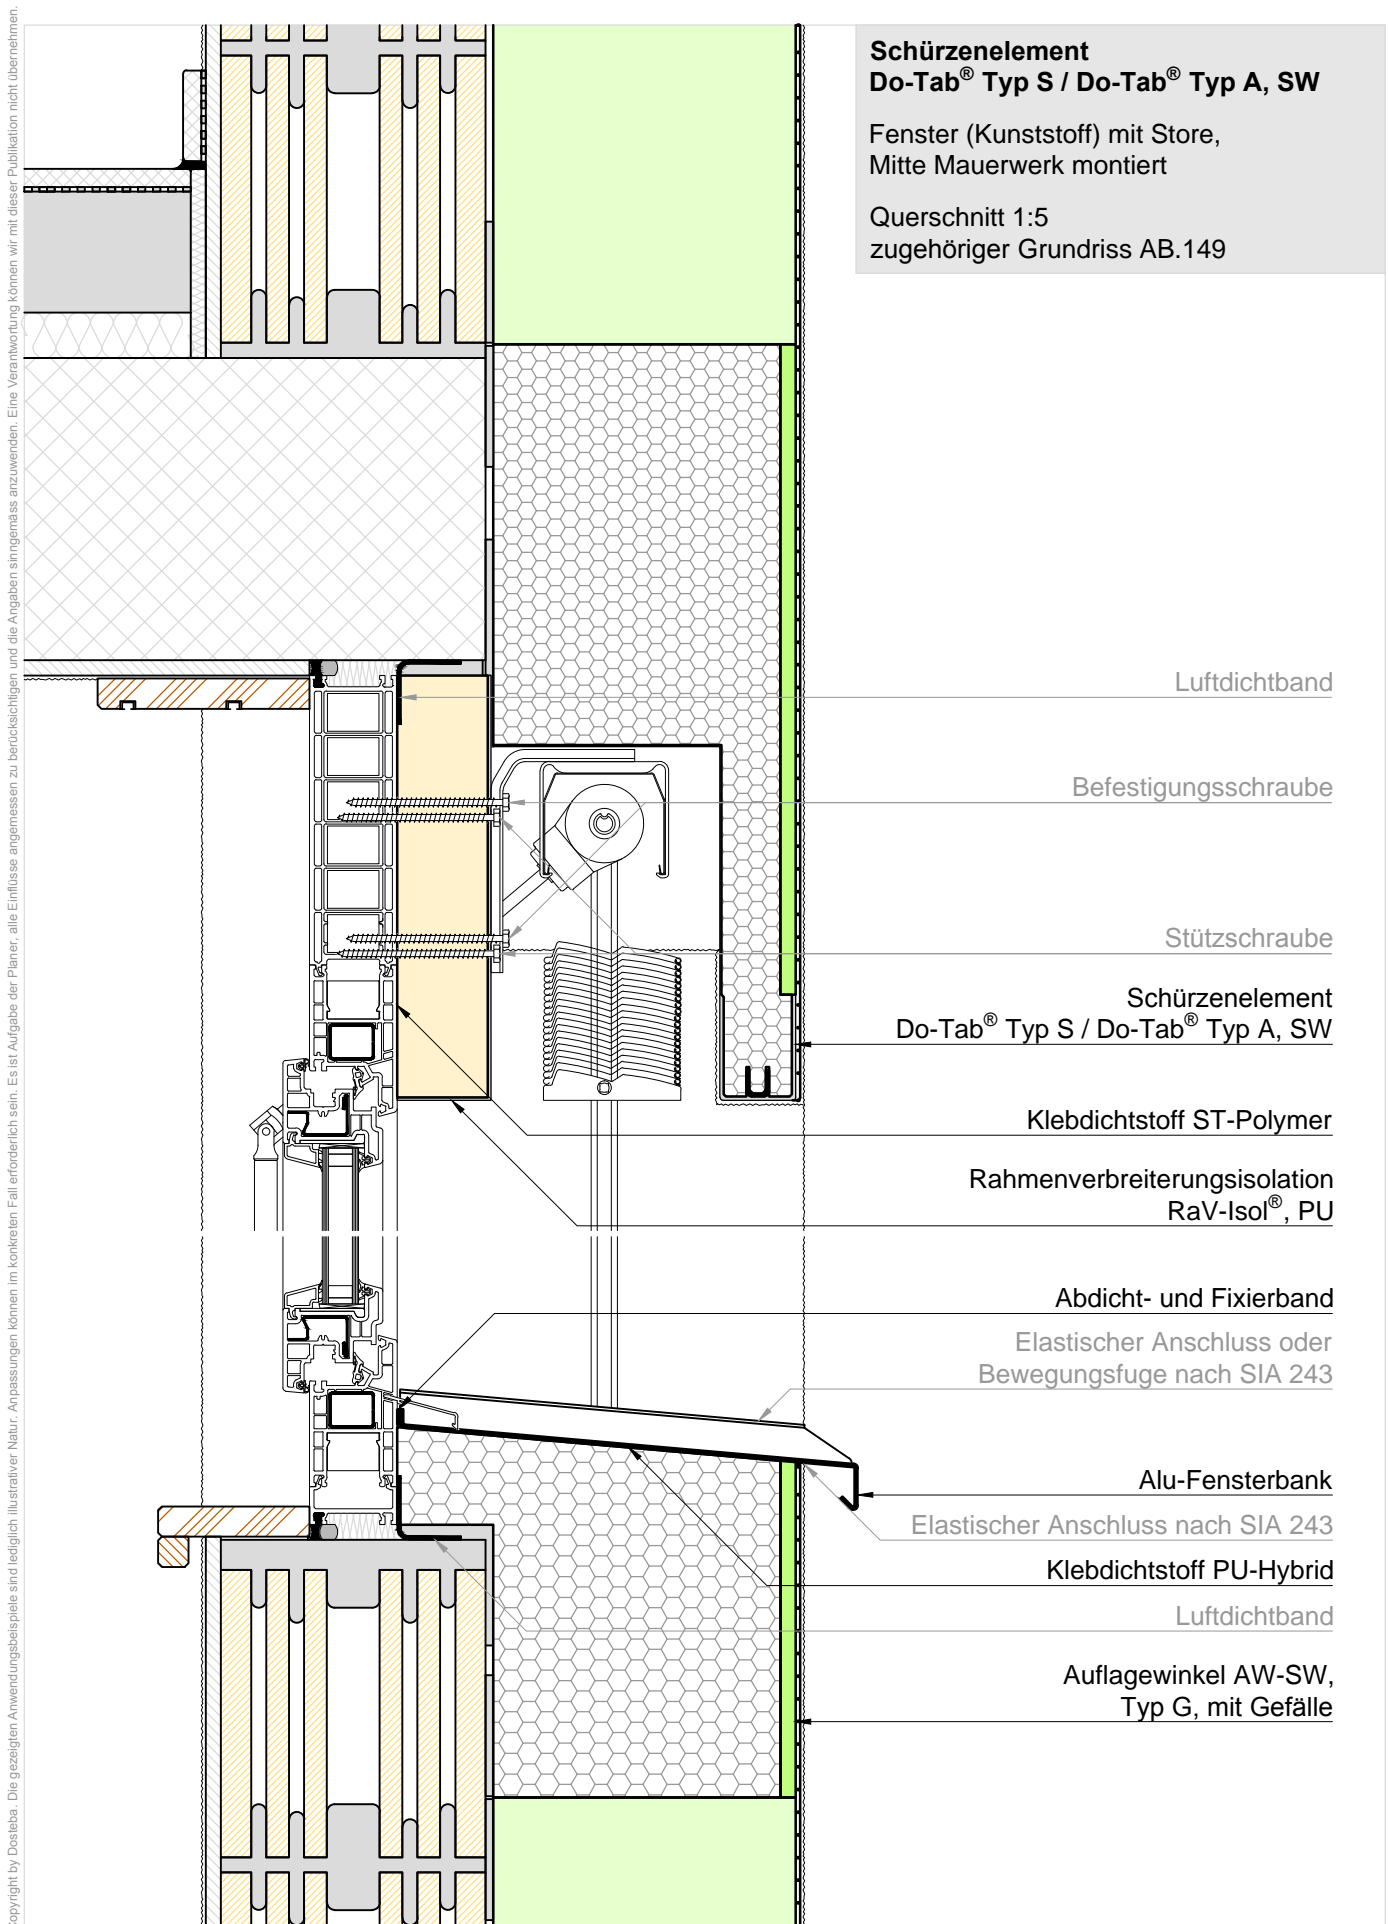 Schürzenelement
Do-Tab® Typ S / Do-Tab® Typ A, SW
Fenster (Kunststoff) mit Store,
Mitte Mauerwerk montiert
Querschnitt 1:5
zugehöriger Grundriss AB.149
Luftdichtband
Befestigungsschraube
Stützschraube
Schürzenelement
Do-Tab® Typ S / Do-Tab® Typ A, SW
Klebdichtstoff ST-Polymer
Rahmenverbreiterungsisolation
RaV-Isol®, PU
Abdicht- und Fixierband
Elastischer Anschluss oder
Bewegungsfuge nach SIA 243
Alu-Fensterbank
Elastischer Anschluss nach SIA 243
Klebdichtstoff PU-Hybrid
Luftdichtband
Auflagewinkel AW-SW,
Typ G, mit Gefälle
Copyright by Dosteba. Die gezeigten Anwendungsbeispiele sind lediglich illustrativer Natur. Anpassungen können im konkreten Fall erforderlich sein. Es ist Aufgabe der Planer, alle Einflüsse angemessen zu berücksichtigen und die Angaben sinngemäss anzuwenden. Eine Verantwortung können wir mit dieser Publikation nicht übernehmen.